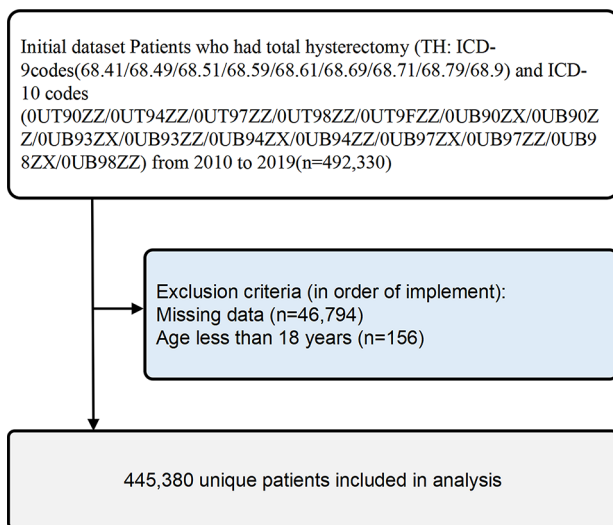 Initial dataset Patients who had total hysterectomy (TH: ICD-
9codes(68.41/68.49/68.51/68.59/68.61/68.69/68.71/68.79/68.9) and ICD-
10 codes
(0UT90ZZ/0UT94ZZ/0UT97ZZ/0UT98ZZ/0UT9FZZ/0UB90ZX/0UB90Z
Z/0UB93ZX/0UB93ZZ/0UB94ZX/0UB94ZZ/0UB97ZX/0UB97ZZ/0UB9
8ZX/0UB98ZZ) from 2010 to 2019(n=492,330)
Exclusion criteria (in order of implement):
Missing data (n=46,794)
Age less than 18 years (n=156)
445,380 unique patients included in analysis